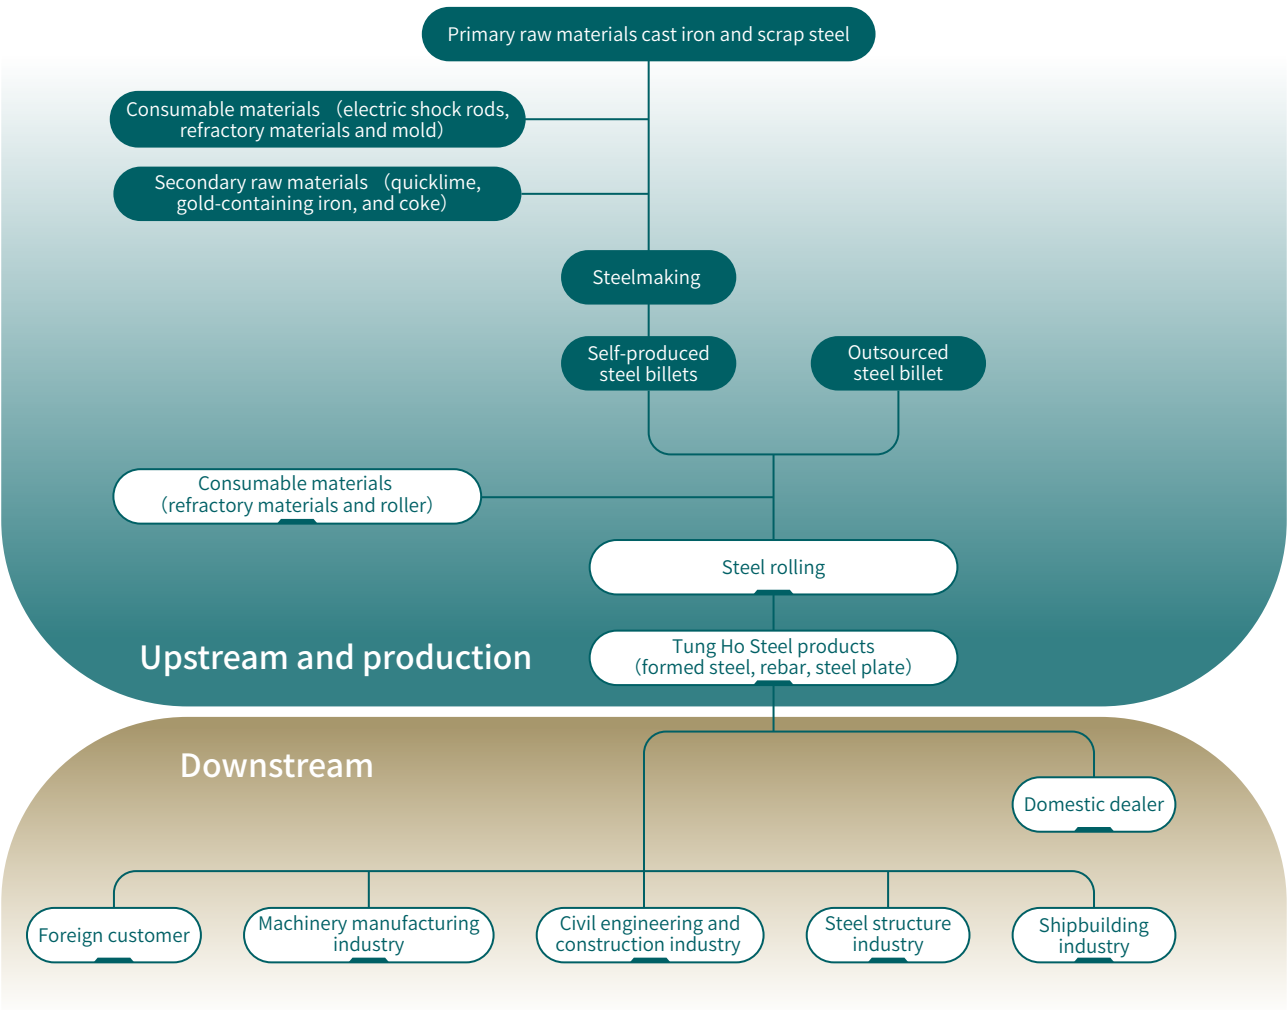 Primary raw materials cast iron and scrap steel
Consumable materials （electric shock rods,
refractory materials and mold）
Secondary raw materials （quicklime,
gold-containing iron, and coke）
Steelmaking
Self-produced
steel billets
Outsourced
steel billet
Consumable materials
（refractory materials and roller）
Steel rolling
Upstream and production
Tung Ho Steel products
（formed steel, rebar, steel plate）
Downstream
Domestic dealer
Foreign customer
Machinery manufacturing
industry
Civil engineering and
construction industry
Steel structure
industry
Shipbuilding
industry